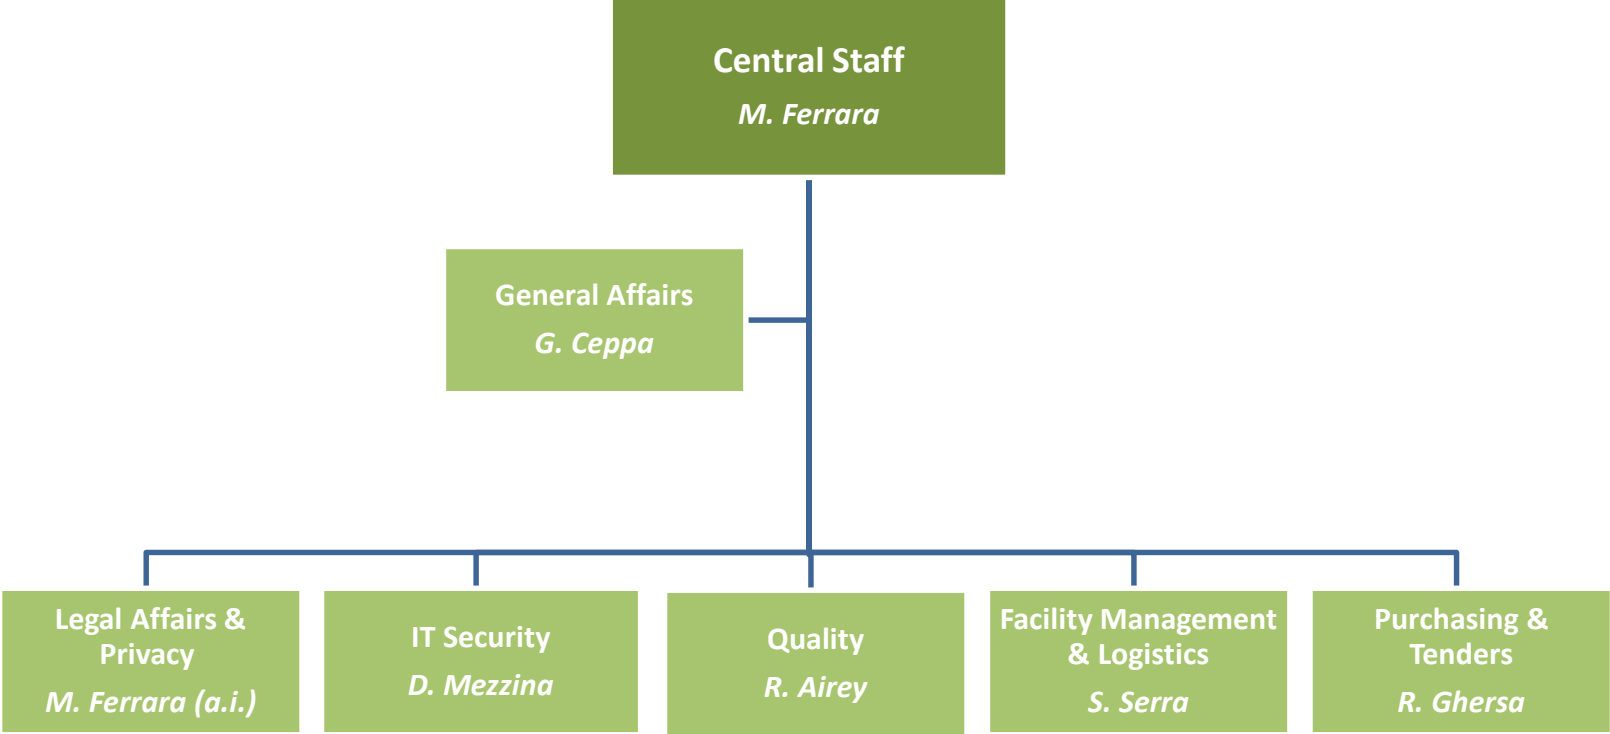 Central Staff
M. Ferrara
General Affairs
G. Ceppa
Legal Affairs &
Privacy
M. Ferrara (a.i.)
IT Security
D. Mezzina
Quality
R. Airey
Facility Management
& Logistics
S. Serra
Purchasing &
Tenders
R. Ghersa